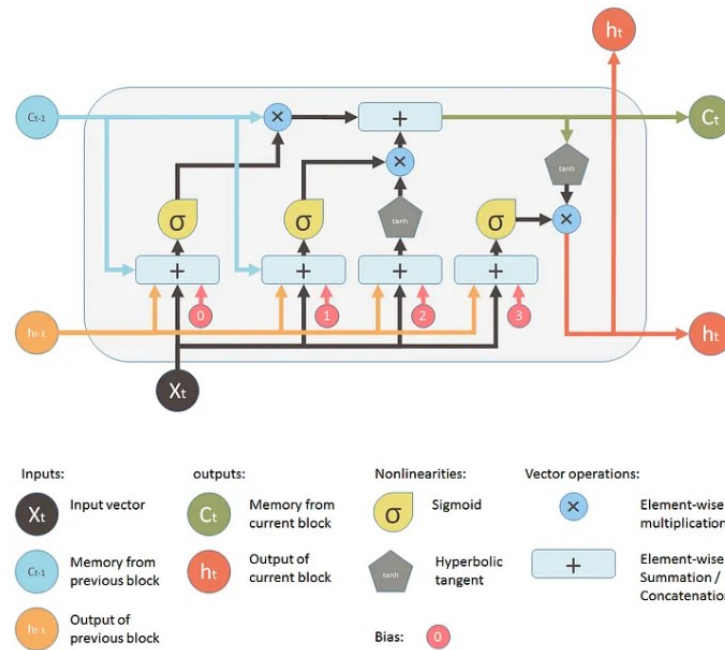 ht
Ct-1
×
+
Ct
tanh
×
tanh
σ
σ
σ
×
+
+
+
+
0
1
2
3
ht-1
ht
Xt
Inputs:
outputs:
Nonlinearities:
Vector operations:
Xt
Input vector
Ct
Memory from
current block
σ
Sigmoid
×
Element-wise
multiplication
Ct-1
Memory from
previous block
ht
Output of
current block
tanh
Hyperbolic
tangent
+
Element-wise
Summation /
Concatenation
ht-1
Output of
previous block
Bias:
0